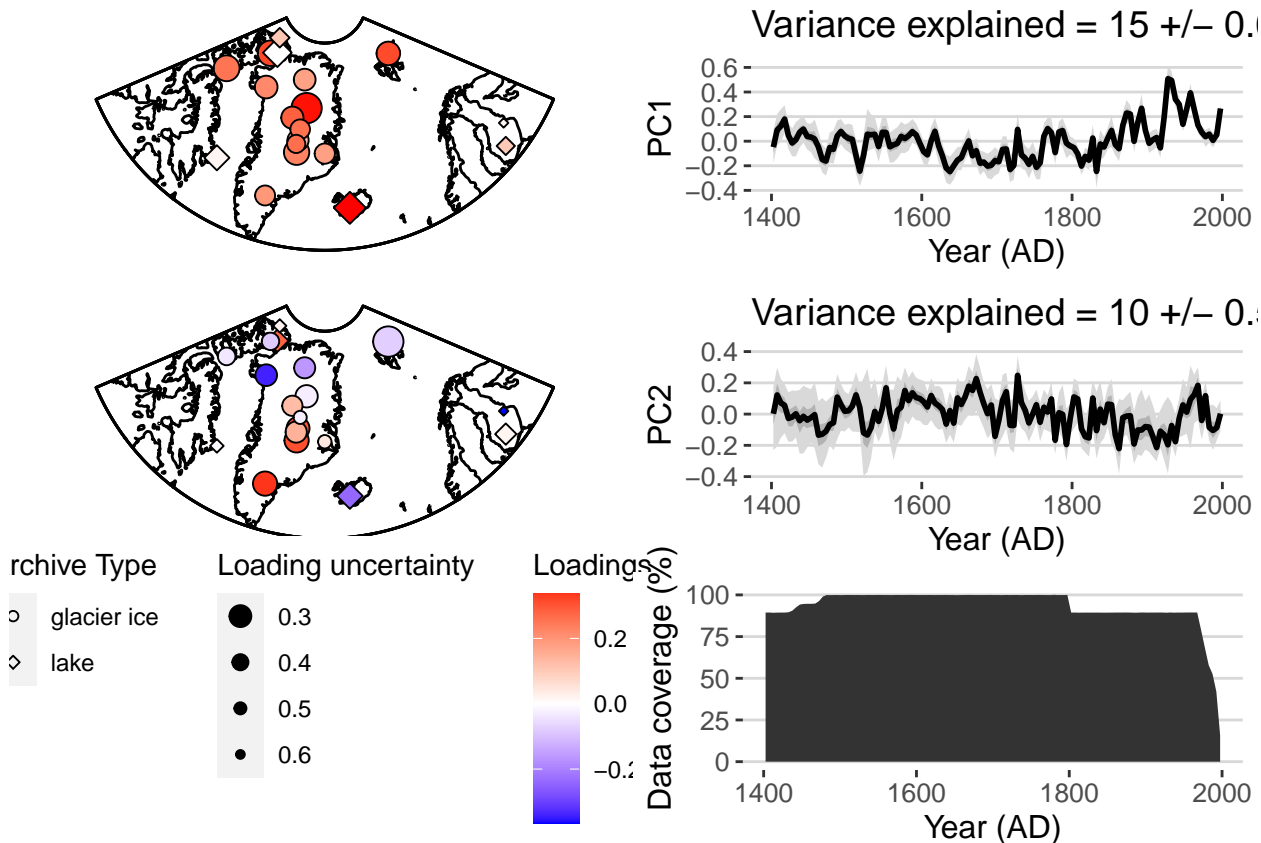 Variance explained = 15 +/− 0.
PC1
0.6
0.4
0.2
0.0
−0.2
−0.4
1400
1600
1800
2000
Year (AD)
Variance explained = 10 +/− 0.
PC2
0.4
0.2
0.0
−0.2
−0.4
1400
1600
1800
2000
Year (AD)
rchive Type
glacier ice
lake
Loading uncertainty
0.3
0.4
0.5
0.6
Loadings
0.2
0.0
−0.2
Data coverage (%)
100
75
50
25
0
1400
1600
1800
2000
Year (AD)